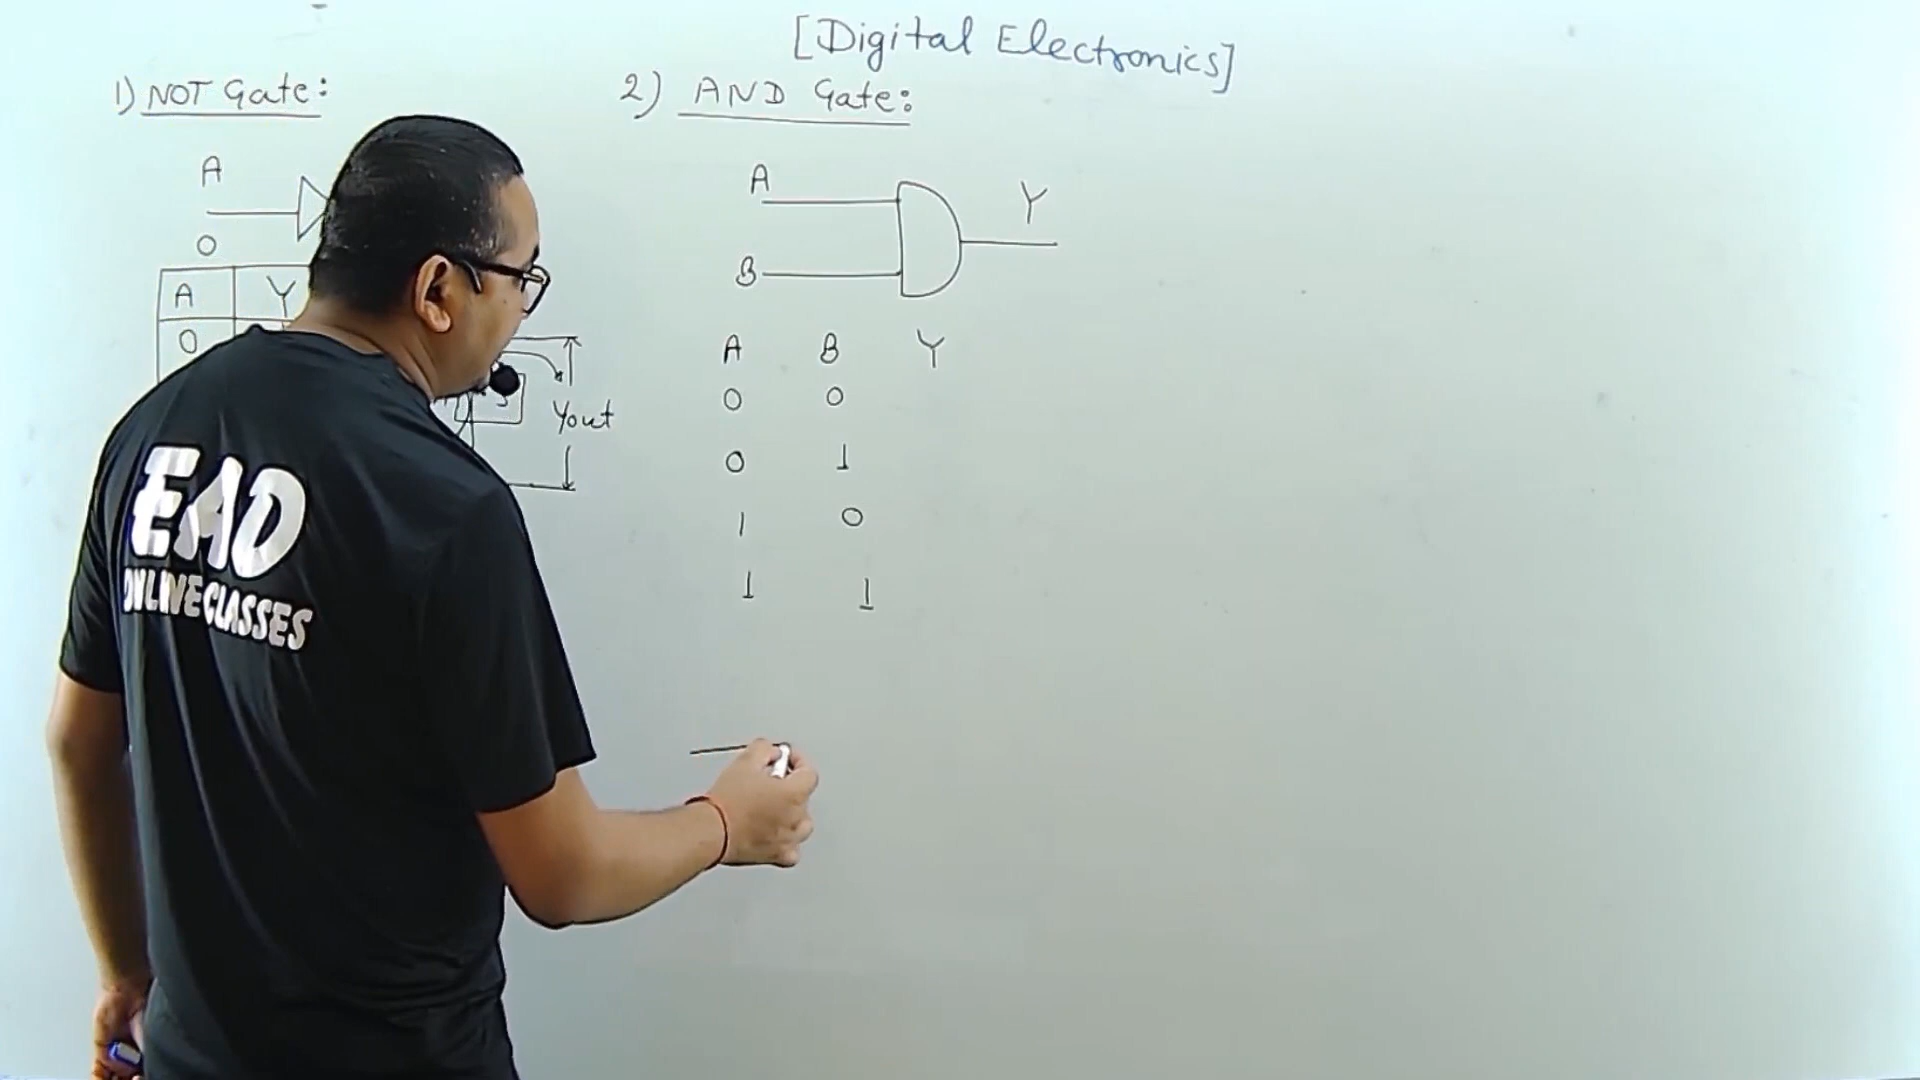 [Digital Electronics]
1) NOT Gate:
A
O
A Y
0
Yout
2) AND Gate:
A
Y
B
A B Y
0 0
0 1
1 0
1 1
EAD
ONLINE CLASSES